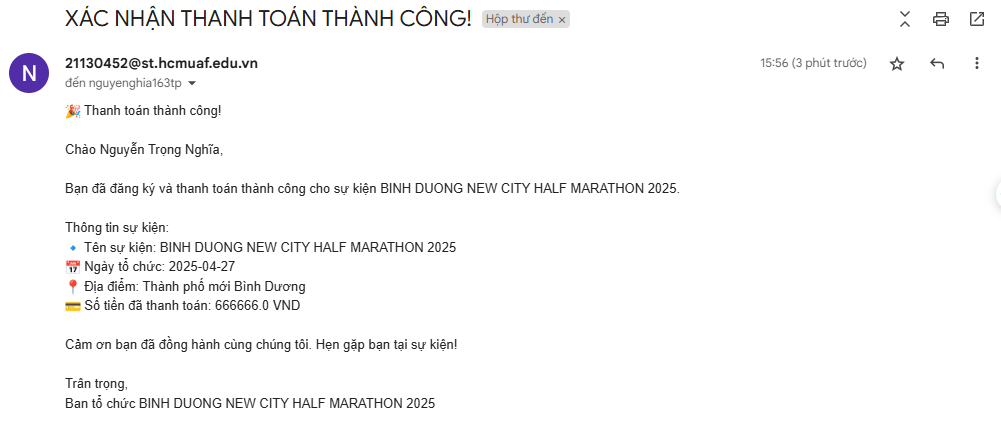 XÁC NHẬN THANH TOÁN THÀNH CÔNG! Hộp thư đến ×
N
21130452@st.hcmuaf.edu.vn 15:56 (3 phút trước)
đến nguyenghia163tp
🎉 Thanh toán thành công!
Chào Nguyễn Trọng Nghĩa,
Bạn đã đăng ký và thanh toán thành công cho sự kiện BINH DUONG NEW CITY HALF MARATHON 2025.
Thông tin sự kiện:
🔹 Tên sự kiện: BINH DUONG NEW CITY HALF MARATHON 2025
📅 Ngày tổ chức: 2025-04-27
📍 Địa điểm: Thành phố mới Bình Dương
💳 Số tiền đã thanh toán: 666666.0 VND
Cảm ơn bạn đã đồng hành cùng chúng tôi. Hẹn gặp bạn tại sự kiện!
Trân trọng,
Ban tổ chức BINH DUONG NEW CITY HALF MARATHON 2025